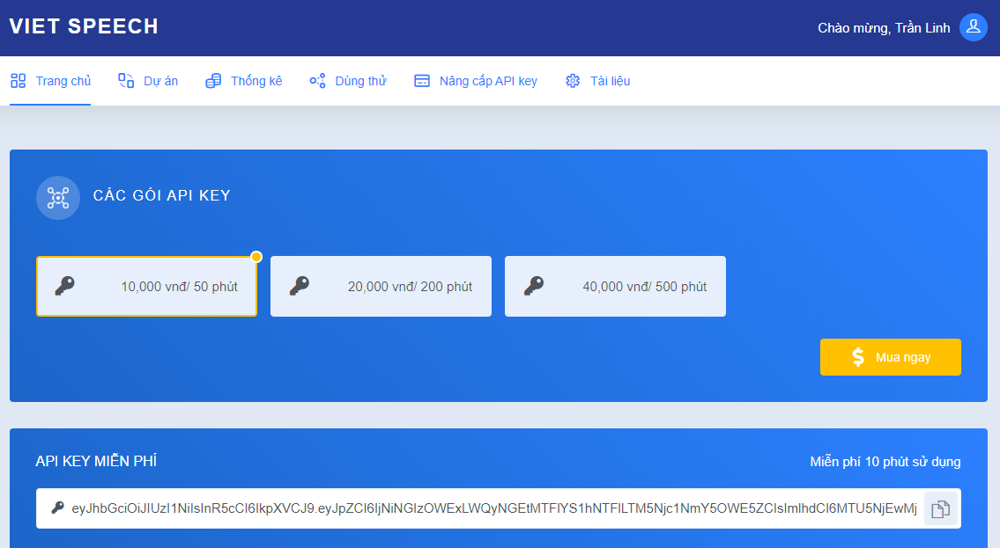 VIET SPEECH
Chào mừng, Trần Linh
Trang chủ
Dự án
Thống kê
Dùng thử
Nâng cấp API key
Tài liệu
CÁC GÓI API KEY
10,000 vnđ/ 50 phút
20,000 vnđ/ 200 phút
40,000 vnđ/ 500 phút
Mua ngay
API KEY MIỄN PHÍ
Miễn phí 10 phút sử dụng
eyJhbGciOiJIUzI1NiIsInR5cCI6IkpXVCJ9.eyJpZCI6IjNiNGIzOWExLWQyNGEtMTFlYS1hNTFlLTM5Njc1NmY5OWE5ZCIsImlhdCI6MTU5NjEwMj